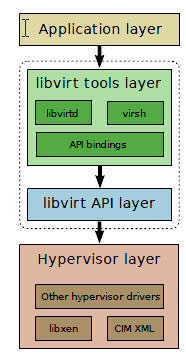 Application layer
libvirt tools layer
libvirtd
virsh
API bindings
libvirt API layer
Hypervisor layer
Other hypervisor drivers
libxen
CIM XML